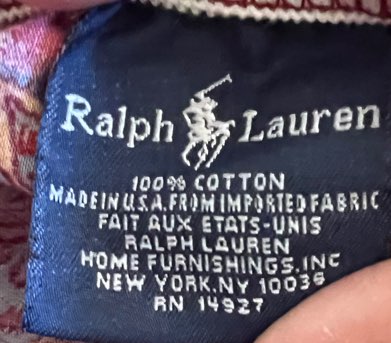 Ralph Lauren
100% COTTON
MADE IN U.S.A. FROM IMPORTED FABRIC
FAIT AUX ETATS-UNIS
RALPH LAUREN
HOME FURNISHINGS, INC
NEW YORK, NY 10036
RN 14927